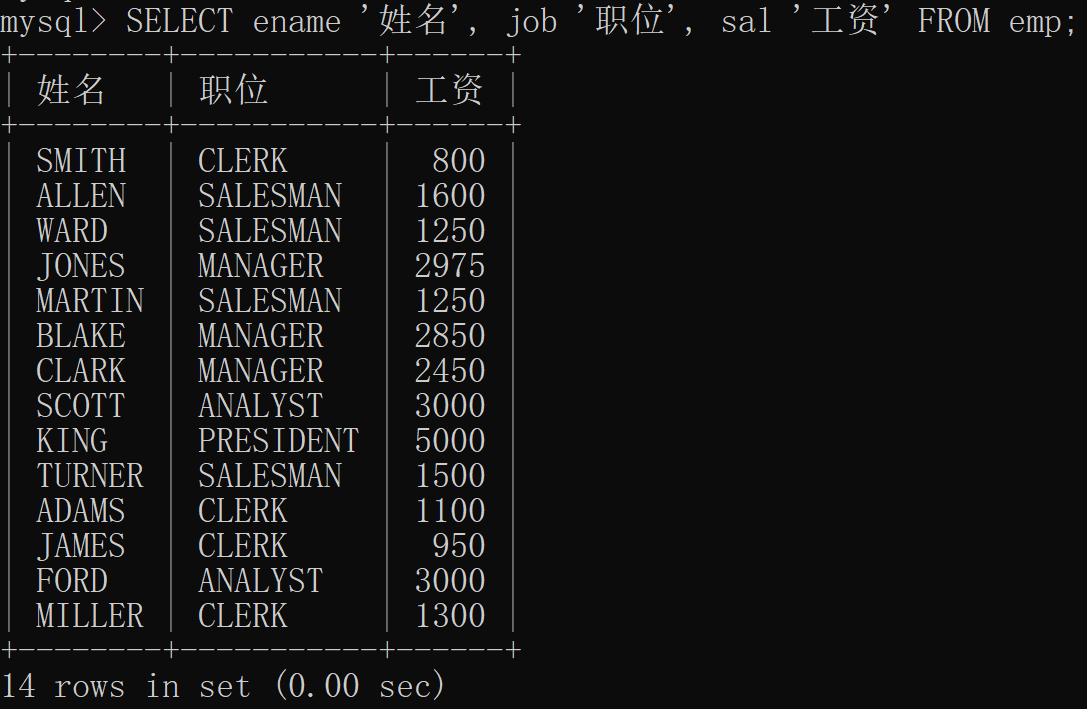 mysql> SELECT ename '姓名', job '职位', sal '工资' FROM emp;
+--------+-----------+------+
| 姓名   | 职位      | 工资 |
+--------+-----------+------+
| SMITH  | CLERK     |  800 |
| ALLEN  | SALESMAN  | 1600 |
| WARD   | SALESMAN  | 1250 |
| JONES  | MANAGER   | 2975 |
| MARTIN | SALESMAN  | 1250 |
| BLAKE  | MANAGER   | 2850 |
| CLARK  | MANAGER   | 2450 |
| SCOTT  | ANALYST   | 3000 |
| KING   | PRESIDENT | 5000 |
| TURNER | SALESMAN  | 1500 |
| ADAMS  | CLERK     | 1100 |
| JAMES  | CLERK     |  950 |
| FORD   | ANALYST   | 3000 |
| MILLER | CLERK     | 1300 |
+--------+-----------+------+
14 rows in set (0.00 sec)